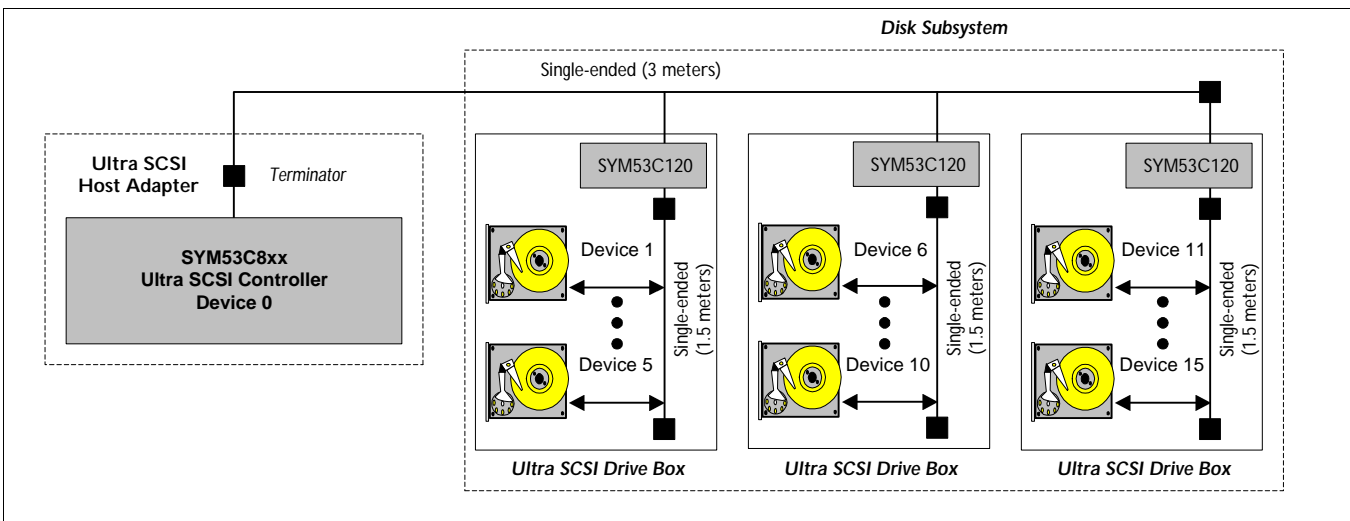 Disk Subsystem
Single-ended (3 meters)
Ultra SCSI
Host Adapter
Terminator
SYM53C8xx
Ultra SCSI Controller
Device 0
SYM53C120
Device 1
Device 5
Single-ended
(1.5 meters)
Ultra SCSI Drive Box
SYM53C120
Device 6
Device 10
Single-ended
(1.5 meters)
Ultra SCSI Drive Box
SYM53C120
Device 11
Device 15
Single-ended
(1.5 meters)
Ultra SCSI Drive Box